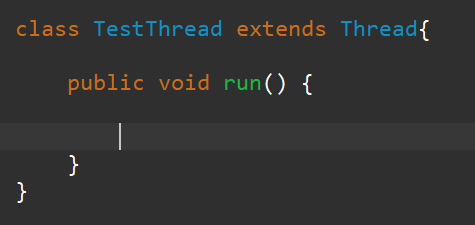 class TestThread extends Thread{
public void run() {
}
}